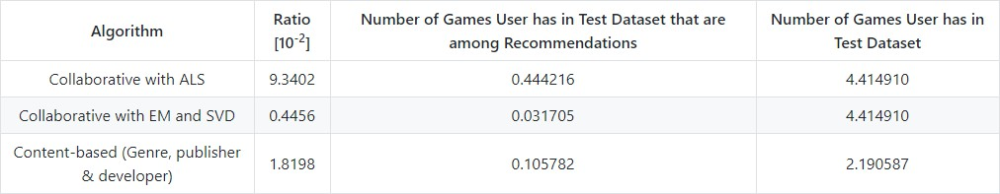 Algorithm
Ratio
[10-2]
Number of Games User has in Test Dataset that are
among Recommendations
Number of Games User has in
Test Dataset
Collaborative with ALS
9.3402
0.444216
4.414910
Collaborative with EM and SVD
0.4456
0.031705
4.414910
Content-based (Genre, publisher
& developer)
1.8198
0.105782
2.190587